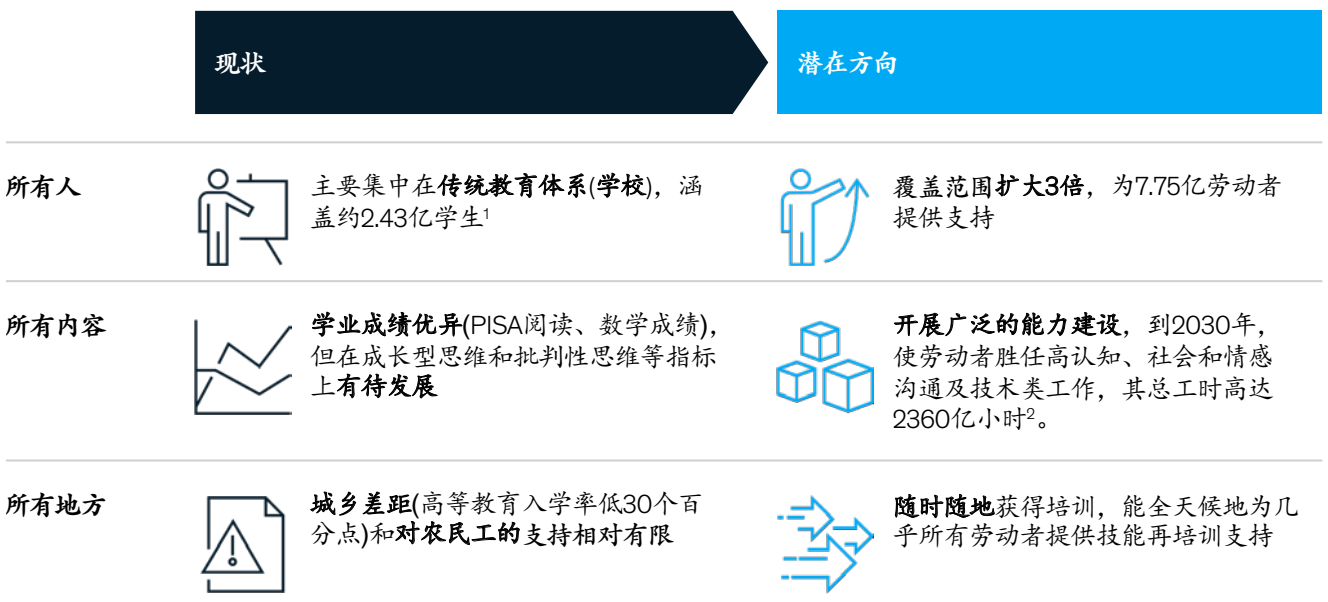 现状
潜在方向
所有人
主要集中在传统教育体系(学校)，涵
盖约2.43亿学生1
覆盖范围扩大3倍，为7.75亿劳动者
提供支持
所有内容
学业成绩优异(PISA阅读、数学成绩)，
但在成长型思维和批判性思维等指标
上有待发展
开展广泛的能力建设，到2030年，
使劳动者胜任高认知、社会和情感
沟通及技术类工作，其总工时高达
2360亿小时2。
所有地方
城乡差距(高等教育入学率低30个百
分点)和对农民工的支持相对有限
随时随地获得培训，能全天候地为几
乎所有劳动者提供技能再培训支持